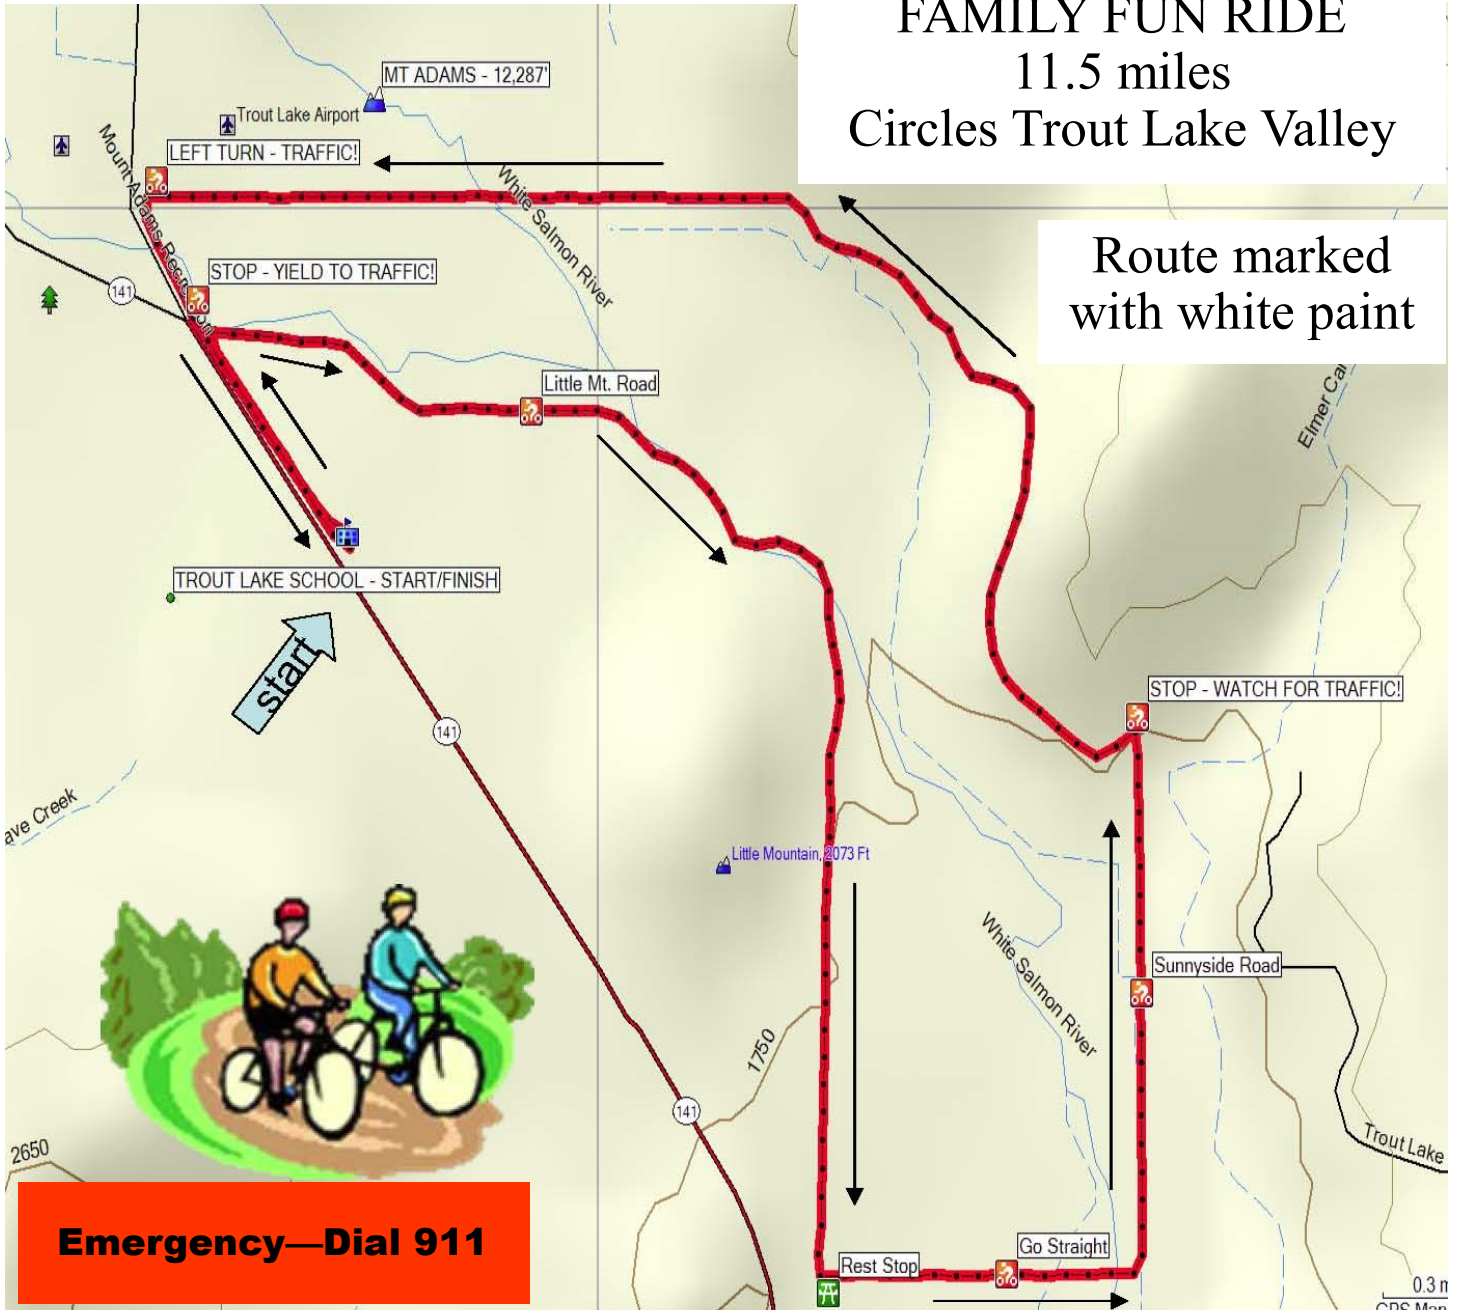 FAMILY FUN RIDE
11.5 miles
Circles Trout Lake Valley
MT ADAMS - 12,287'
Trout Lake Airport
LEFT TURN - TRAFFIC!
Mount Adams Recreation
White Salmon River
Route marked
with white paint
STOP - YIELD TO TRAFFIC!
141
Little Mt. Road
Elmer
TROUT LAKE SCHOOL - START/FINISH
start
STOP - WATCH FOR TRAFFIC!
141
ave Creek
Little Mountain, 2073 Ft
White Salmon River
Sunnyside Road
1750
141
Trout Lake
2650
Emergency—Dial 911
Go Straight
Rest Stop
0.3 m